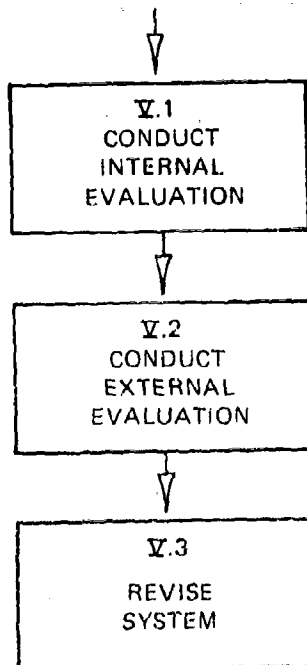 V.1
CONDUCT
INTERNAL
EVALUATION
V.2
CONDUCT
EXTERNAL
EVALUATION
V.3
REVISE
SYSTEM